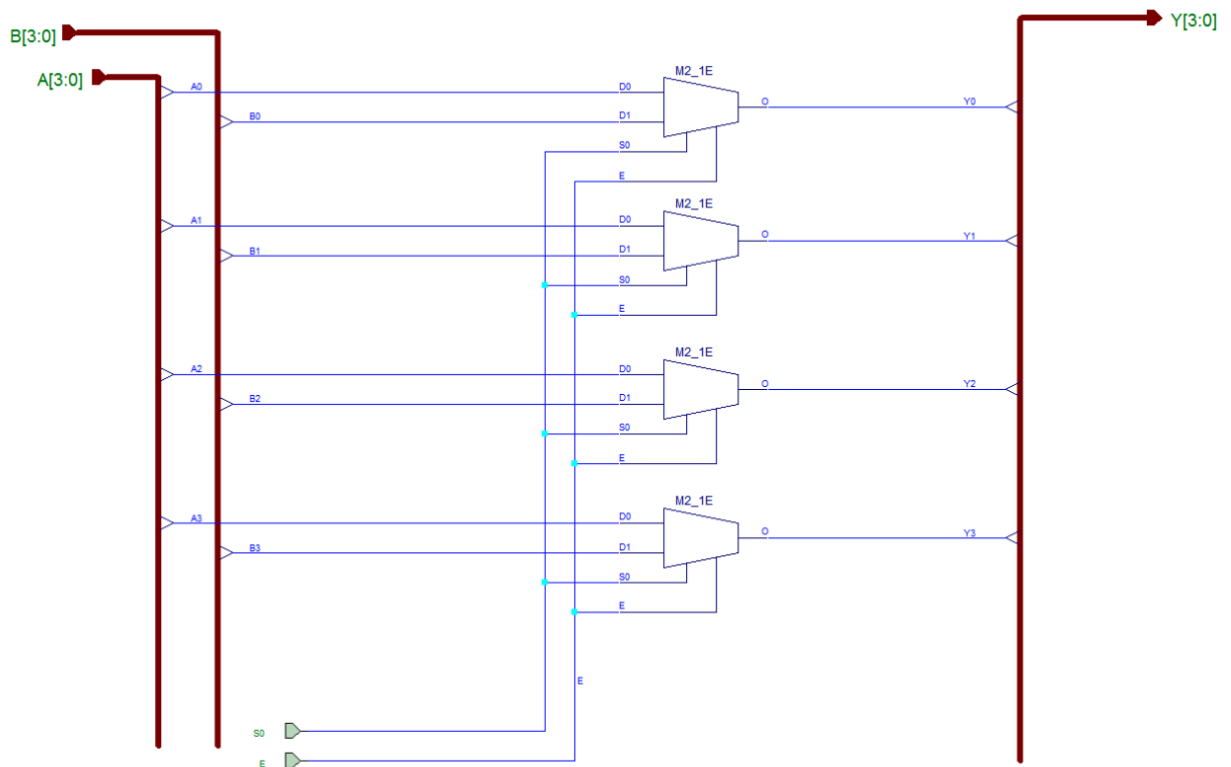 B[3:0]
Y[3:0]
A[3:0]
M2_1E
A0
D0
O
Y0
B0
D1
S0
E
M2_1E
A1
D0
O
Y1
B1
D1
S0
E
M2_1E
A2
D0
O
Y2
B2
D1
S0
E
M2_1E
A3
D0
O
Y3
B3
D1
S0
E
E
S0
E